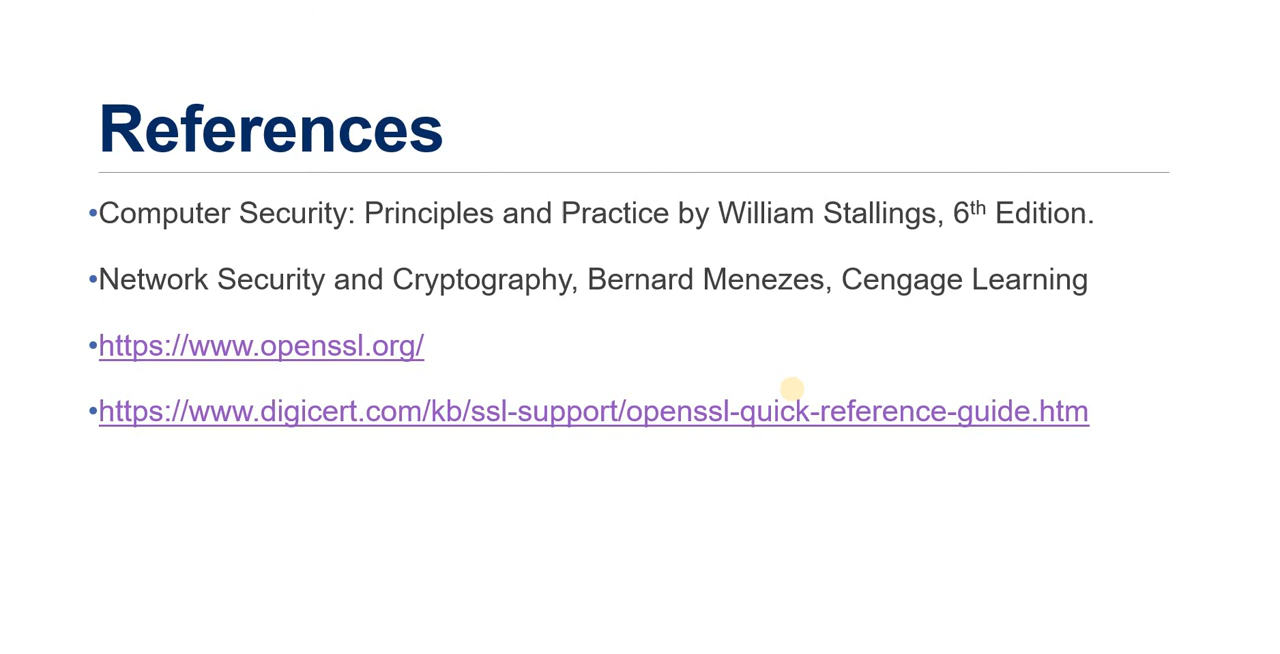 References
•Computer Security: Principles and Practice by William Stallings, 6th Edition.
•Network Security and Cryptography, Bernard Menezes, Cengage Learning
•https://www.openssl.org/
•https://www.digicert.com/kb/ssl-support/openssl-quick-reference-guide.htm